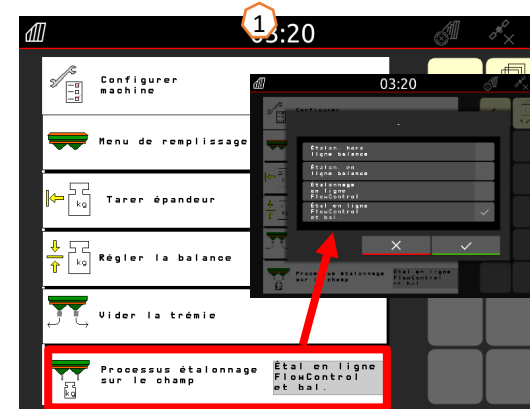 1
03:20
Configurer
machine
Menu de remplissage
Tarer épandeur
kg
Régler la balance
kg
Vider la trémie
Processus étalonnage
sur le champ
Étal en ligne
FlowControl
et bal.
kg
03:20
Configurer
-
Étalon. hors
ligne balance
Étalon. en
ligne balance
Étalonnage
en ligne
FlowControl
Étal en ligne
FlowControl
et bal
Processus étalonnage
sur le champ
Étal en ligne
FlowControl
et bal